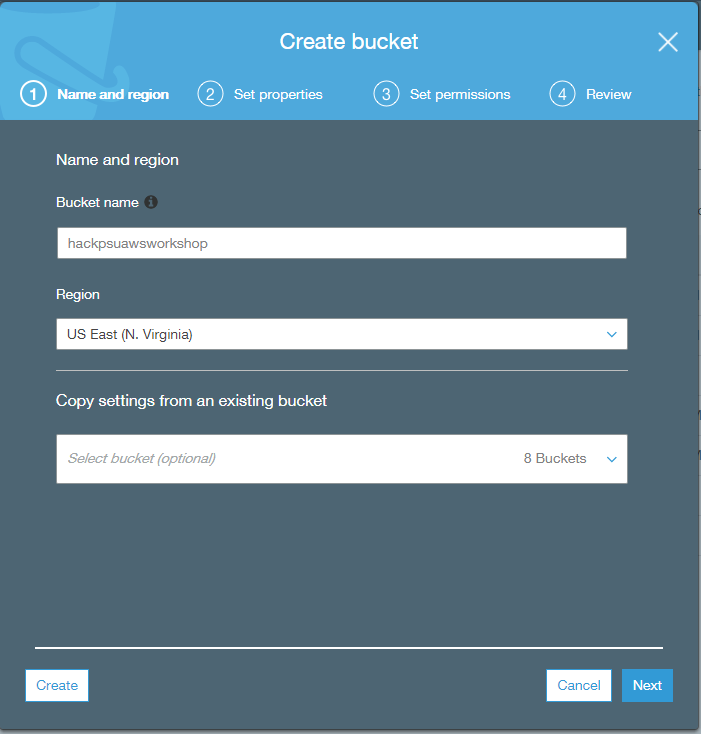 Create bucket
1 Name and region 2 Set properties 3 Set permissions 4 Review
Name and region
Bucket name
hackpsuawsworkshop
Region
US East (N. Virginia)
Copy settings from an existing bucket
Select bucket (optional) 8 Buckets
Create Cancel Next